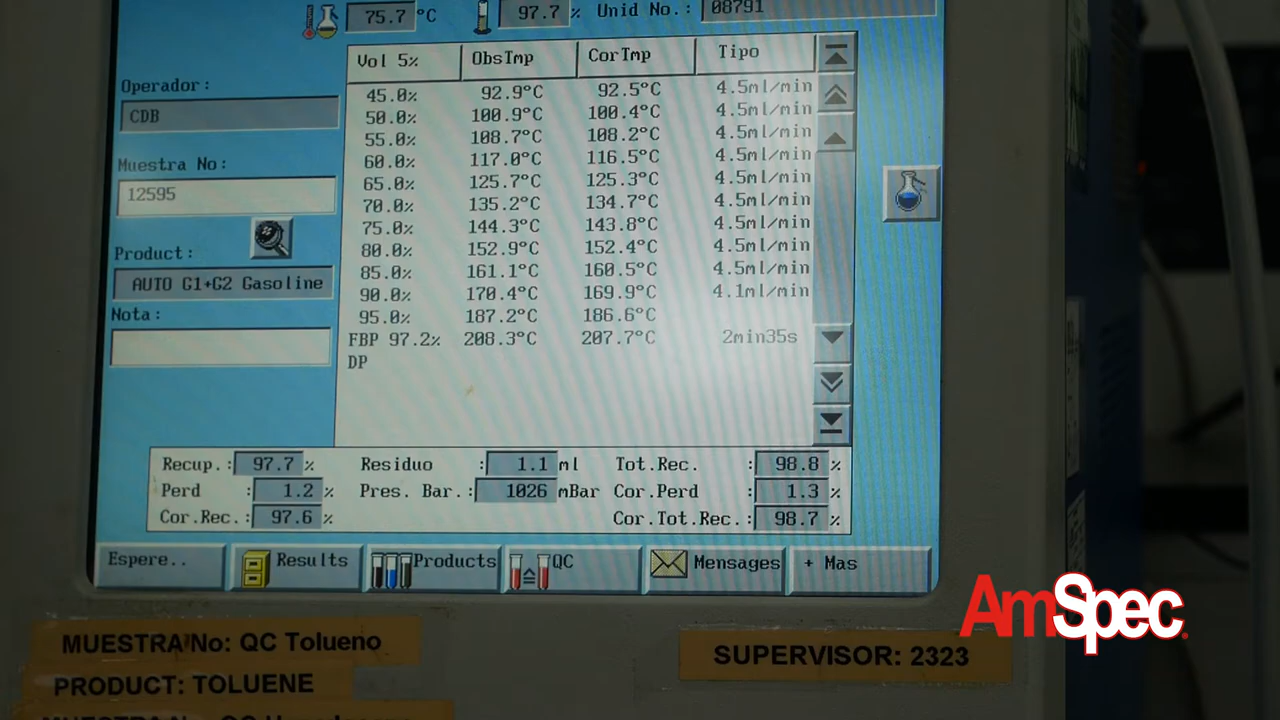 75.7 °C 97.7 % Unid No.: 08791
Vol 5% ObsTmp CorTmp Tipo
45.0% 92.9°C 92.5°C 4.5ml/min
50.0% 100.9°C 100.4°C 4.5ml/min
55.0% 108.7°C 108.2°C 4.5ml/min
60.0% 117.0°C 116.5°C 4.5ml/min
65.0% 125.7°C 125.3°C 4.5ml/min
70.0% 135.2°C 134.7°C 4.5ml/min
75.0% 144.3°C 143.8°C 4.5ml/min
80.0% 152.9°C 152.4°C 4.5ml/min
85.0% 161.1°C 160.5°C 4.5ml/min
90.0% 170.4°C 169.9°C 4.1ml/min
95.0% 187.2°C 186.6°C
FBP 97.2% 208.3°C 207.7°C 2min35s
DP
Operador:
CDB
Muestra No:
12595
Product:
AUTO G1+G2 Gasoline
Nota:
Recup.: 97.7 % Residuo : 1.1 ml Tot.Rec. : 98.8 %
Perd : 1.2 % Pres. Bar.: 1026 mBar Cor.Perd : 1.3 %
Cor.Rec.: 97.6 % Cor.Tot.Rec.: 98.7 %
Espere.. Results Products QC Mensages + Mas
MUESTRA No: QC Tolueno
PRODUCT: TOLUENE
SUPERVISOR: 2323
AmSpec